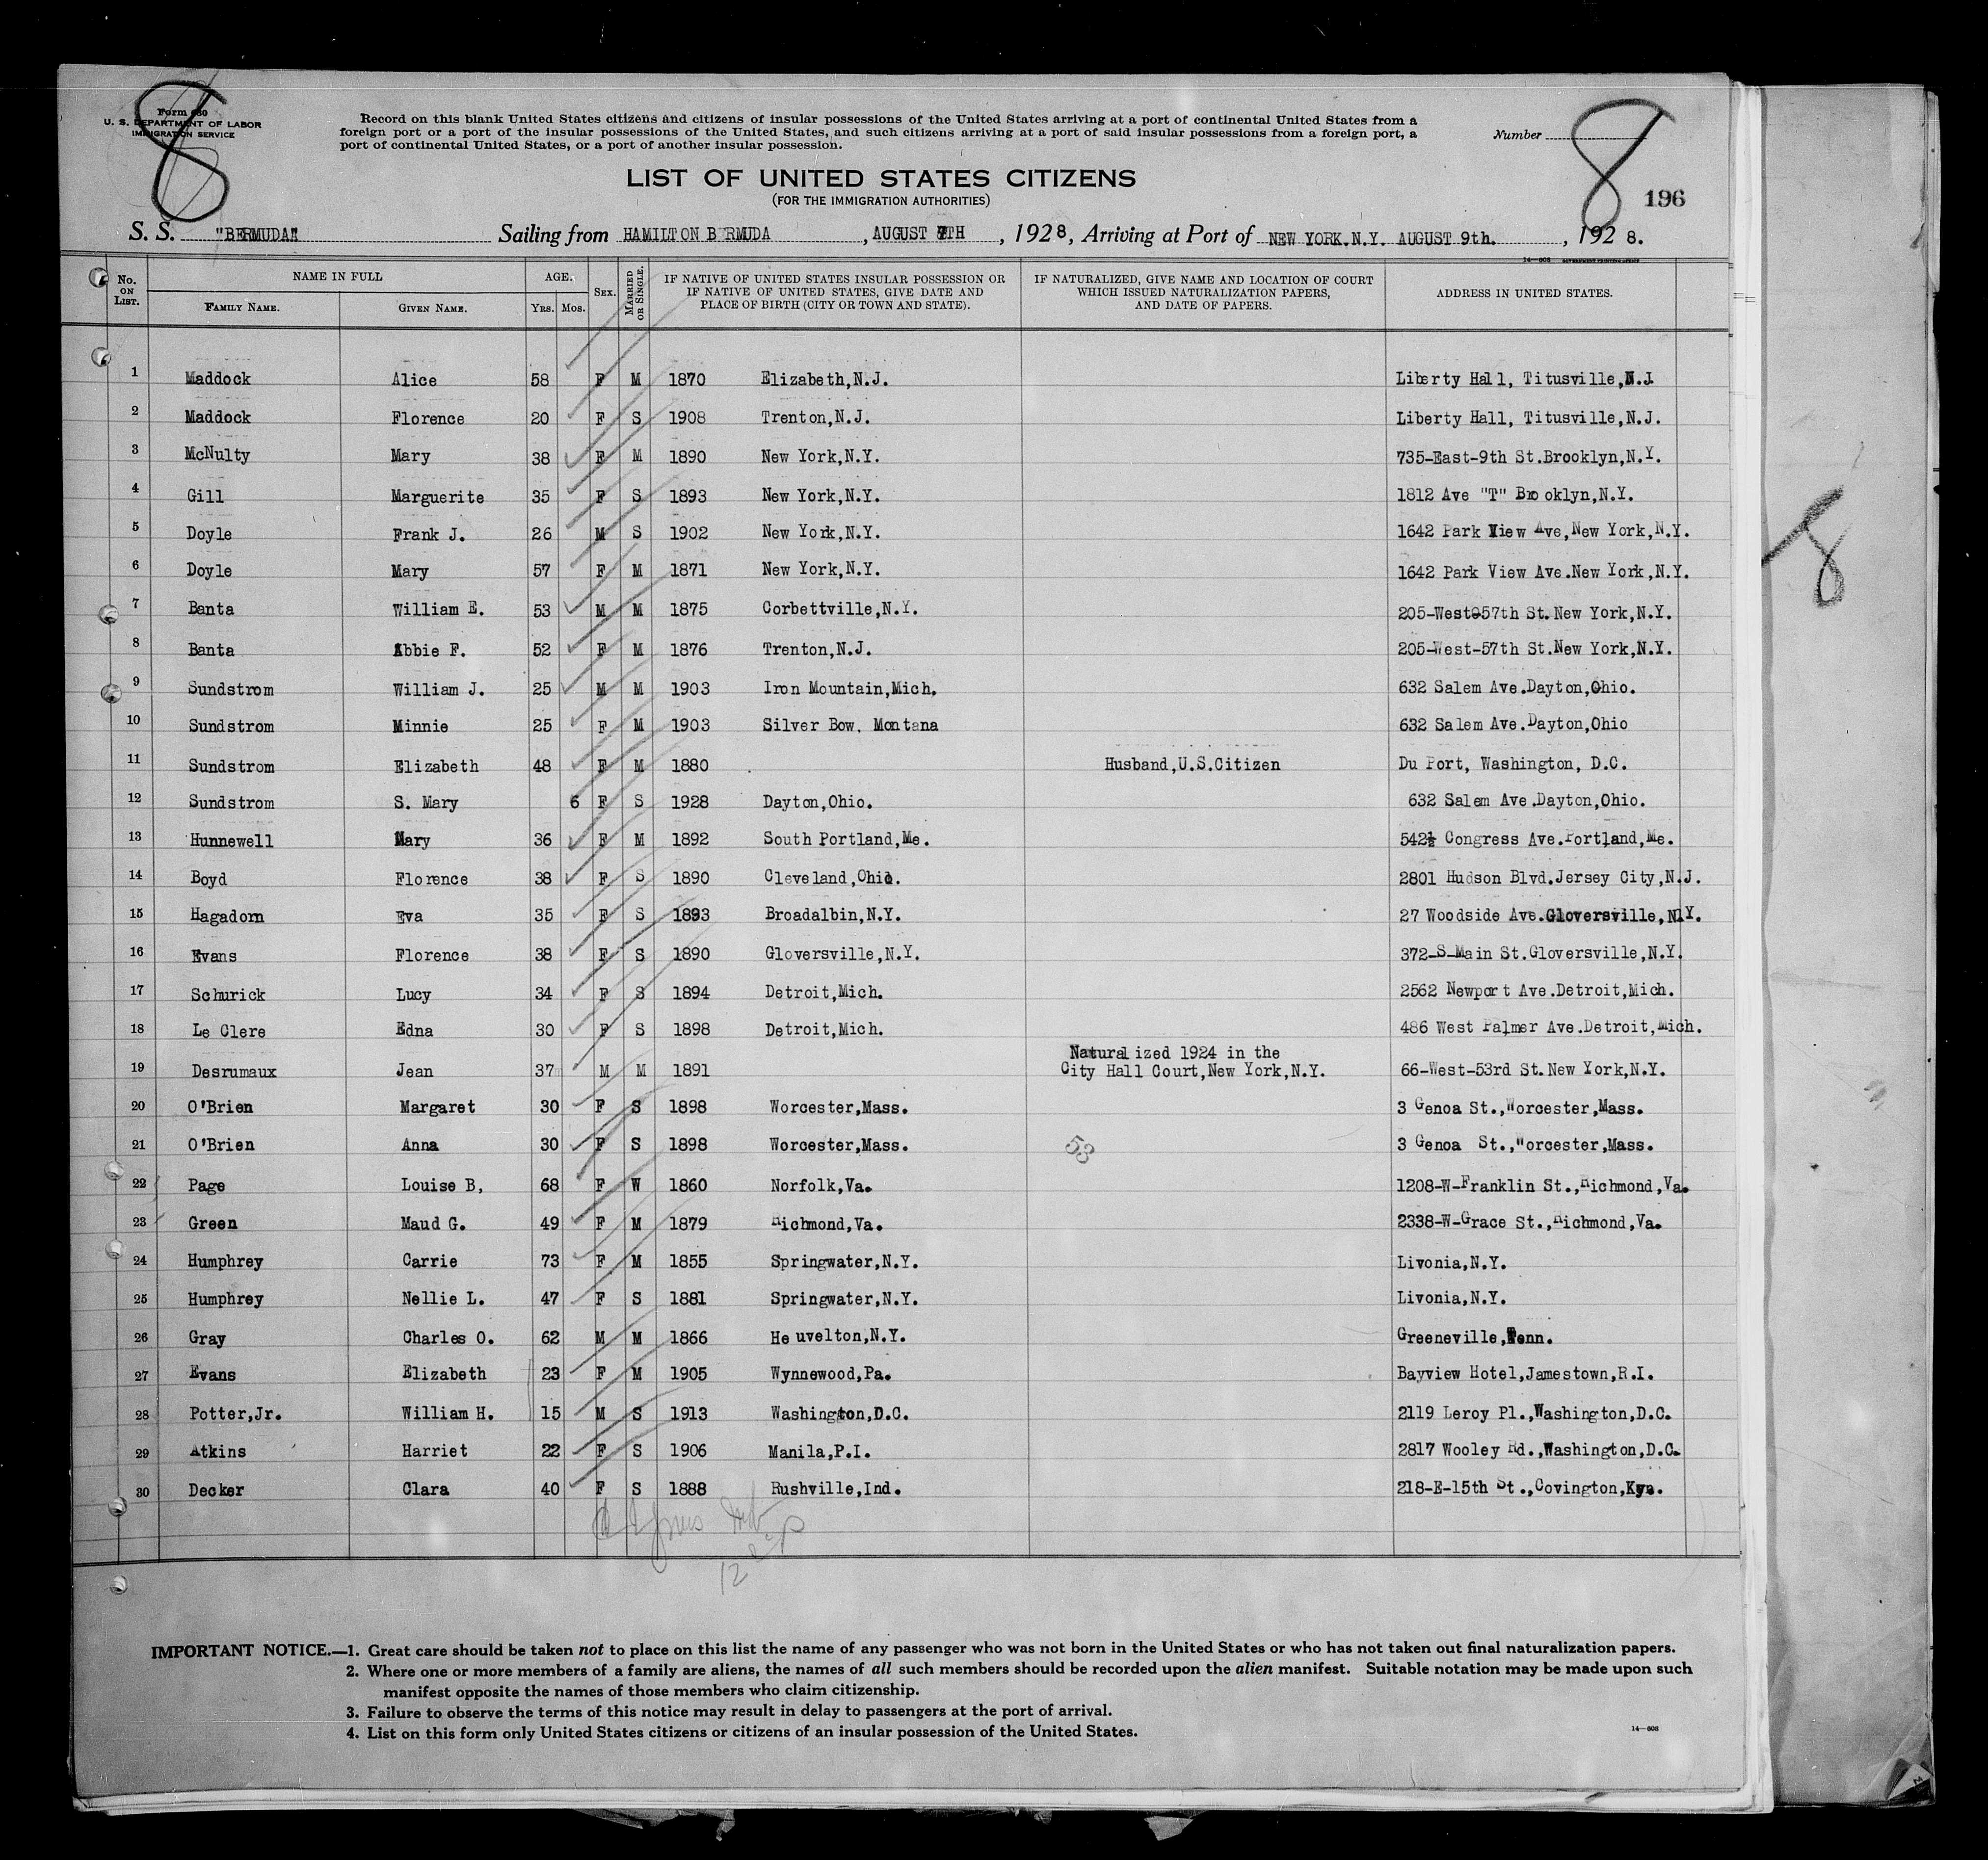 Form 630
U. S. DEPARTMENT OF LABOR
IMMIGRATION SERVICE
8
Record on this blank United States citizens and citizens of insular possessions of the United States arriving at a port of continental United States from a
foreign port or a port of the insular possessions of the United States, and such citizens arriving at a port of said insular possessions from a foreign port, a
port of continental United States, or a port of another insular possession.
Number
8
196
LIST OF UNITED STATES CITIZENS
(FOR THE IMMIGRATION AUTHORITIES)
S. S. "BERMUDA" Sailing from HAMILTON BERMUDA, AUGUST 7TH, 1928, Arriving at Port of NEW YORK.N.Y. AUGUST 9th., 1928.
No. ON LIST. NAME IN FULL FAMILY NAME. GIVEN NAME. AGE. YRS. MOS. SEX. MARRIED OR SINGLE. IF NATIVE OF UNITED STATES INSULAR POSSESSION OR IF NATIVE OF UNITED STATES, GIVE DATE AND PLACE OF BIRTH (CITY OR TOWN AND STATE). IF NATURALIZED, GIVE NAME AND LOCATION OF COURT WHICH ISSUED NATURALIZATION PAPERS, AND DATE OF PAPERS. ADDRESS IN UNITED STATES.
1 Maddock Alice 58 F M 1870 Elizabeth,N.J. Liberty Hall, Titusville,N.J
2 Maddock Florence 20 F S 1908 Trenton,N.J. Liberty Hall, Titusville,N.J.
3 McNulty Mary 38 F M 1890 New York,N.Y. 735-East-9th St.Brooklyn,N.Y.
4 Gill Marguerite 35 F S 1893 New York,N.Y. 1812 Ave "T" Brooklyn,N.Y.
5 Doyle Frank J. 26 M S 1902 New York,N.Y. 1642 Park View Ave,New York,N.Y.
6 Doyle Mary 57 F M 1871 New York,N.Y. 1642 Park View Ave.New York,N.Y.
7 Banta William E. 53 M M 1875 Corbettville,N.Y. 205-West-57th St.New York,N.Y.
8 Banta Abbie F. 52 F M 1876 Trenton,N.J. 205-West-57th St.New York,N.Y.
9 Sundstrom William J. 25 M M 1903 Iron Mountain,Mich. 632 Salem Ave.Dayton,Ohio.
10 Sundstrom Minnie 25 F M 1903 Silver Bow. Montana 632 Salem Ave.Dayton,Ohio
11 Sundstrom Elizabeth 48 F M 1880 Husband,U.S.Citizen Du Port, Washington, D.C.
12 Sundstrom S. Mary 6 F S 1928 Dayton,Ohio. 632 Salem Ave.Dayton,Ohio.
13 Hunnewell Mary 36 F M 1892 South Portland,Me. 542½ Congress Ave.Portland,Me.
14 Boyd Florence 38 F S 1890 Cleveland,Ohio. 2801 Hudson Blvd.Jersey City,N.J.
15 Hagadorn Eva 35 F S 1893 Broadalbin,N.Y. 27 Woodside Ave.Gloversville,N.Y.
16 Evans Florence 38 F S 1890 Gloversville,N.Y. 372-S-Main St.Gloversville,N.Y.
17 Schurick Lucy 34 F S 1894 Detroit,Mich. 2562 Newport Ave.Detroit,Mich.
18 Le Clere Edna 30 F S 1898 Detroit,Mich. 486 West Palmer Ave.Detroit,Mich.
19 Desrumaux Jean 37 M M 1891 Naturalized 1924 in the City Hall Court,New York,N.Y. 66-West-53rd St.New York,N.Y.
20 O'Brien Margaret 30 F S 1898 Worcester,Mass. 3 Genoa St.,Worcester,Mass.
21 O'Brien Anna 30 F S 1898 Worcester,Mass. 53 3 Genoa St.,Worcester,Mass.
22 Page Louise B, 68 F W 1860 Norfolk,Va. 1208-W-Franklin St.,Richmond,Va.
23 Green Maud G. 49 F M 1879 Richmond,Va. 2338-W-Grace St.,Richmond,Va.
24 Humphrey Carrie 73 F M 1855 Springwater,N.Y. Livonia,N.Y.
25 Humphrey Nellie L. 47 F S 1881 Springwater,N.Y. Livonia,N.Y.
26 Gray Charles O. 62 M M 1866 Heuvelton,N.Y. Greeneville,Tenn.
27 Evans Elizabeth 23 F M 1905 Wynnewood,Pa. Bayview Hotel,Jamestown,R.I.
28 Potter,Jr. William H. 15 M S 1913 Washington,D.C. 2119 Leroy Pl.,Washington,D.C.
29 Atkins Harriet 22 F S 1906 Manila,P.I. 2817 Wooley Rd.,Washington,D.C.
30 Decker Clara 40 F S 1888 Rushville,Ind. 218-E-15th St.,Covington,Kyn.
12
8
IMPORTANT NOTICE.—1. Great care should be taken not to place on this list the name of any passenger who was not born in the United States or who has not taken out final naturalization papers.
2. Where one or more members of a family are aliens, the names of all such members should be recorded upon the alien manifest. Suitable notation may be made upon such
manifest opposite the names of those members who claim citizenship.
3. Failure to observe the terms of this notice may result in delay to passengers at the port of arrival.
4. List on this form only United States citizens or citizens of an insular possession of the United States.
14—608